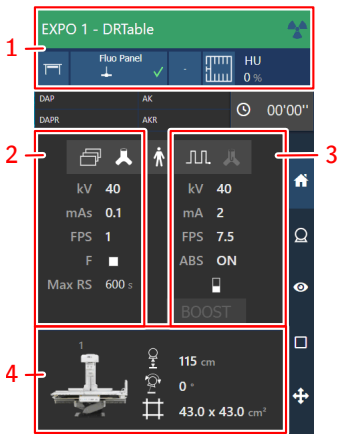 EXPO 1 - DRTable
1
Fluo Panel
-
HU
0 %
DAP
AK
DAPR
AKR
00'00''
2
3
kV 40
mAs 0.1
FPS 1
F
Max RS 600 s
kV 40
mA 2
FPS 7.5
ABS ON
BOOST
4
1
115 cm
0 °
43.0 x 43.0 cm²